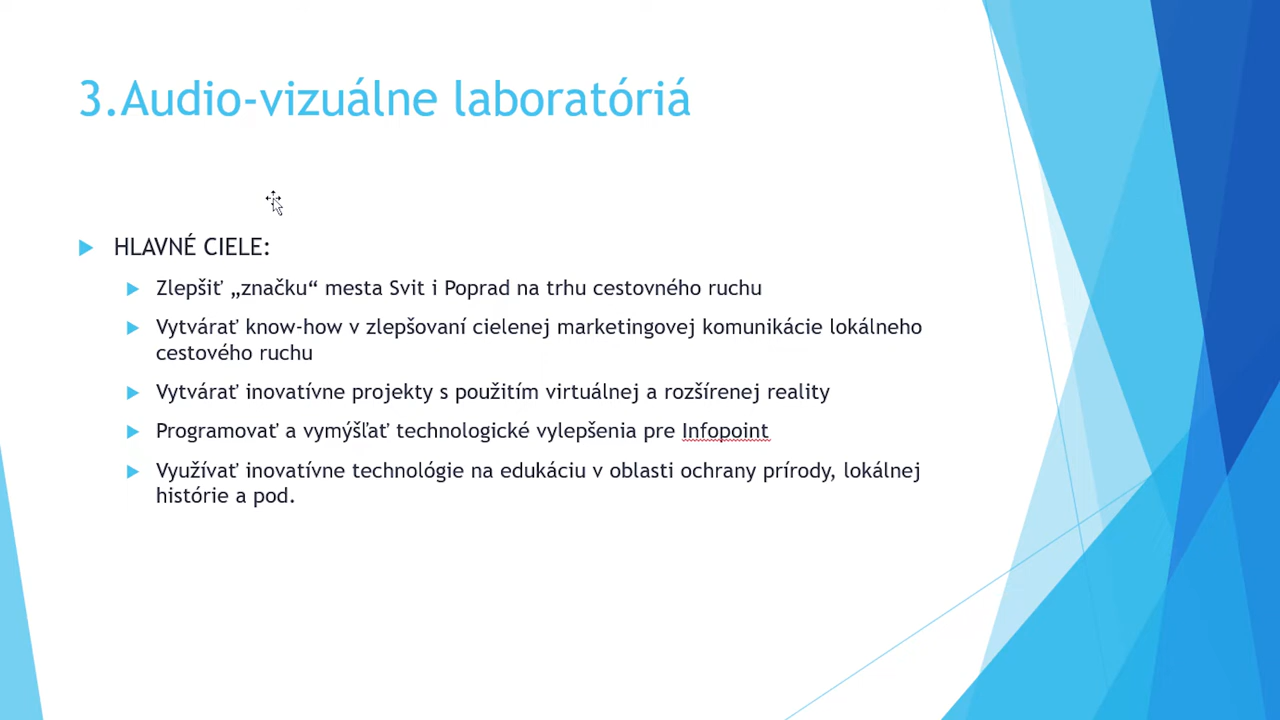 3.Audio-vizuálne laboratóriá
HLAVNÉ CIELE:
Zlepšiť „značku“ mesta Svit i Poprad na trhu cestovného ruchu
Vytvárať know-how v zlepšovaní cielenej marketingovej komunikácie lokálneho
cestového ruchu
Vytvárať inovatívne projekty s použitím virtuálnej a rozšírenej reality
Programovať a vymýšľať technologické vylepšenia pre Infopoint
Využívať inovatívne technológie na edukáciu v oblasti ochrany prírody, lokálnej
histórie a pod.